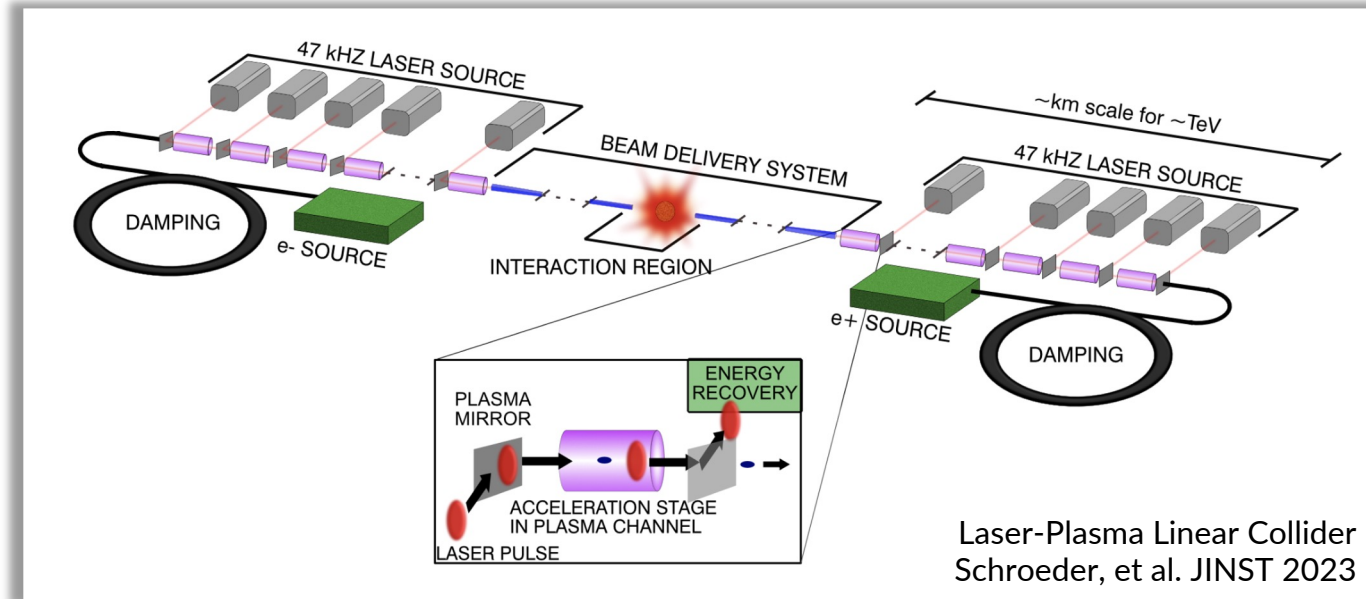 47 kHZ LASER SOURCE
~km scale for ~TeV
47 kHZ LASER SOURCE
BEAM DELIVERY SYSTEM
DAMPING
e- SOURCE
INTERACTION REGION
e+ SOURCE
DAMPING
ENERGY
RECOVERY
PLASMA
MIRROR
ACCELERATION STAGE
IN PLASMA CHANNEL
LASER PULSE
Laser-Plasma Linear Collider
Schroeder, et al. JINST 2023